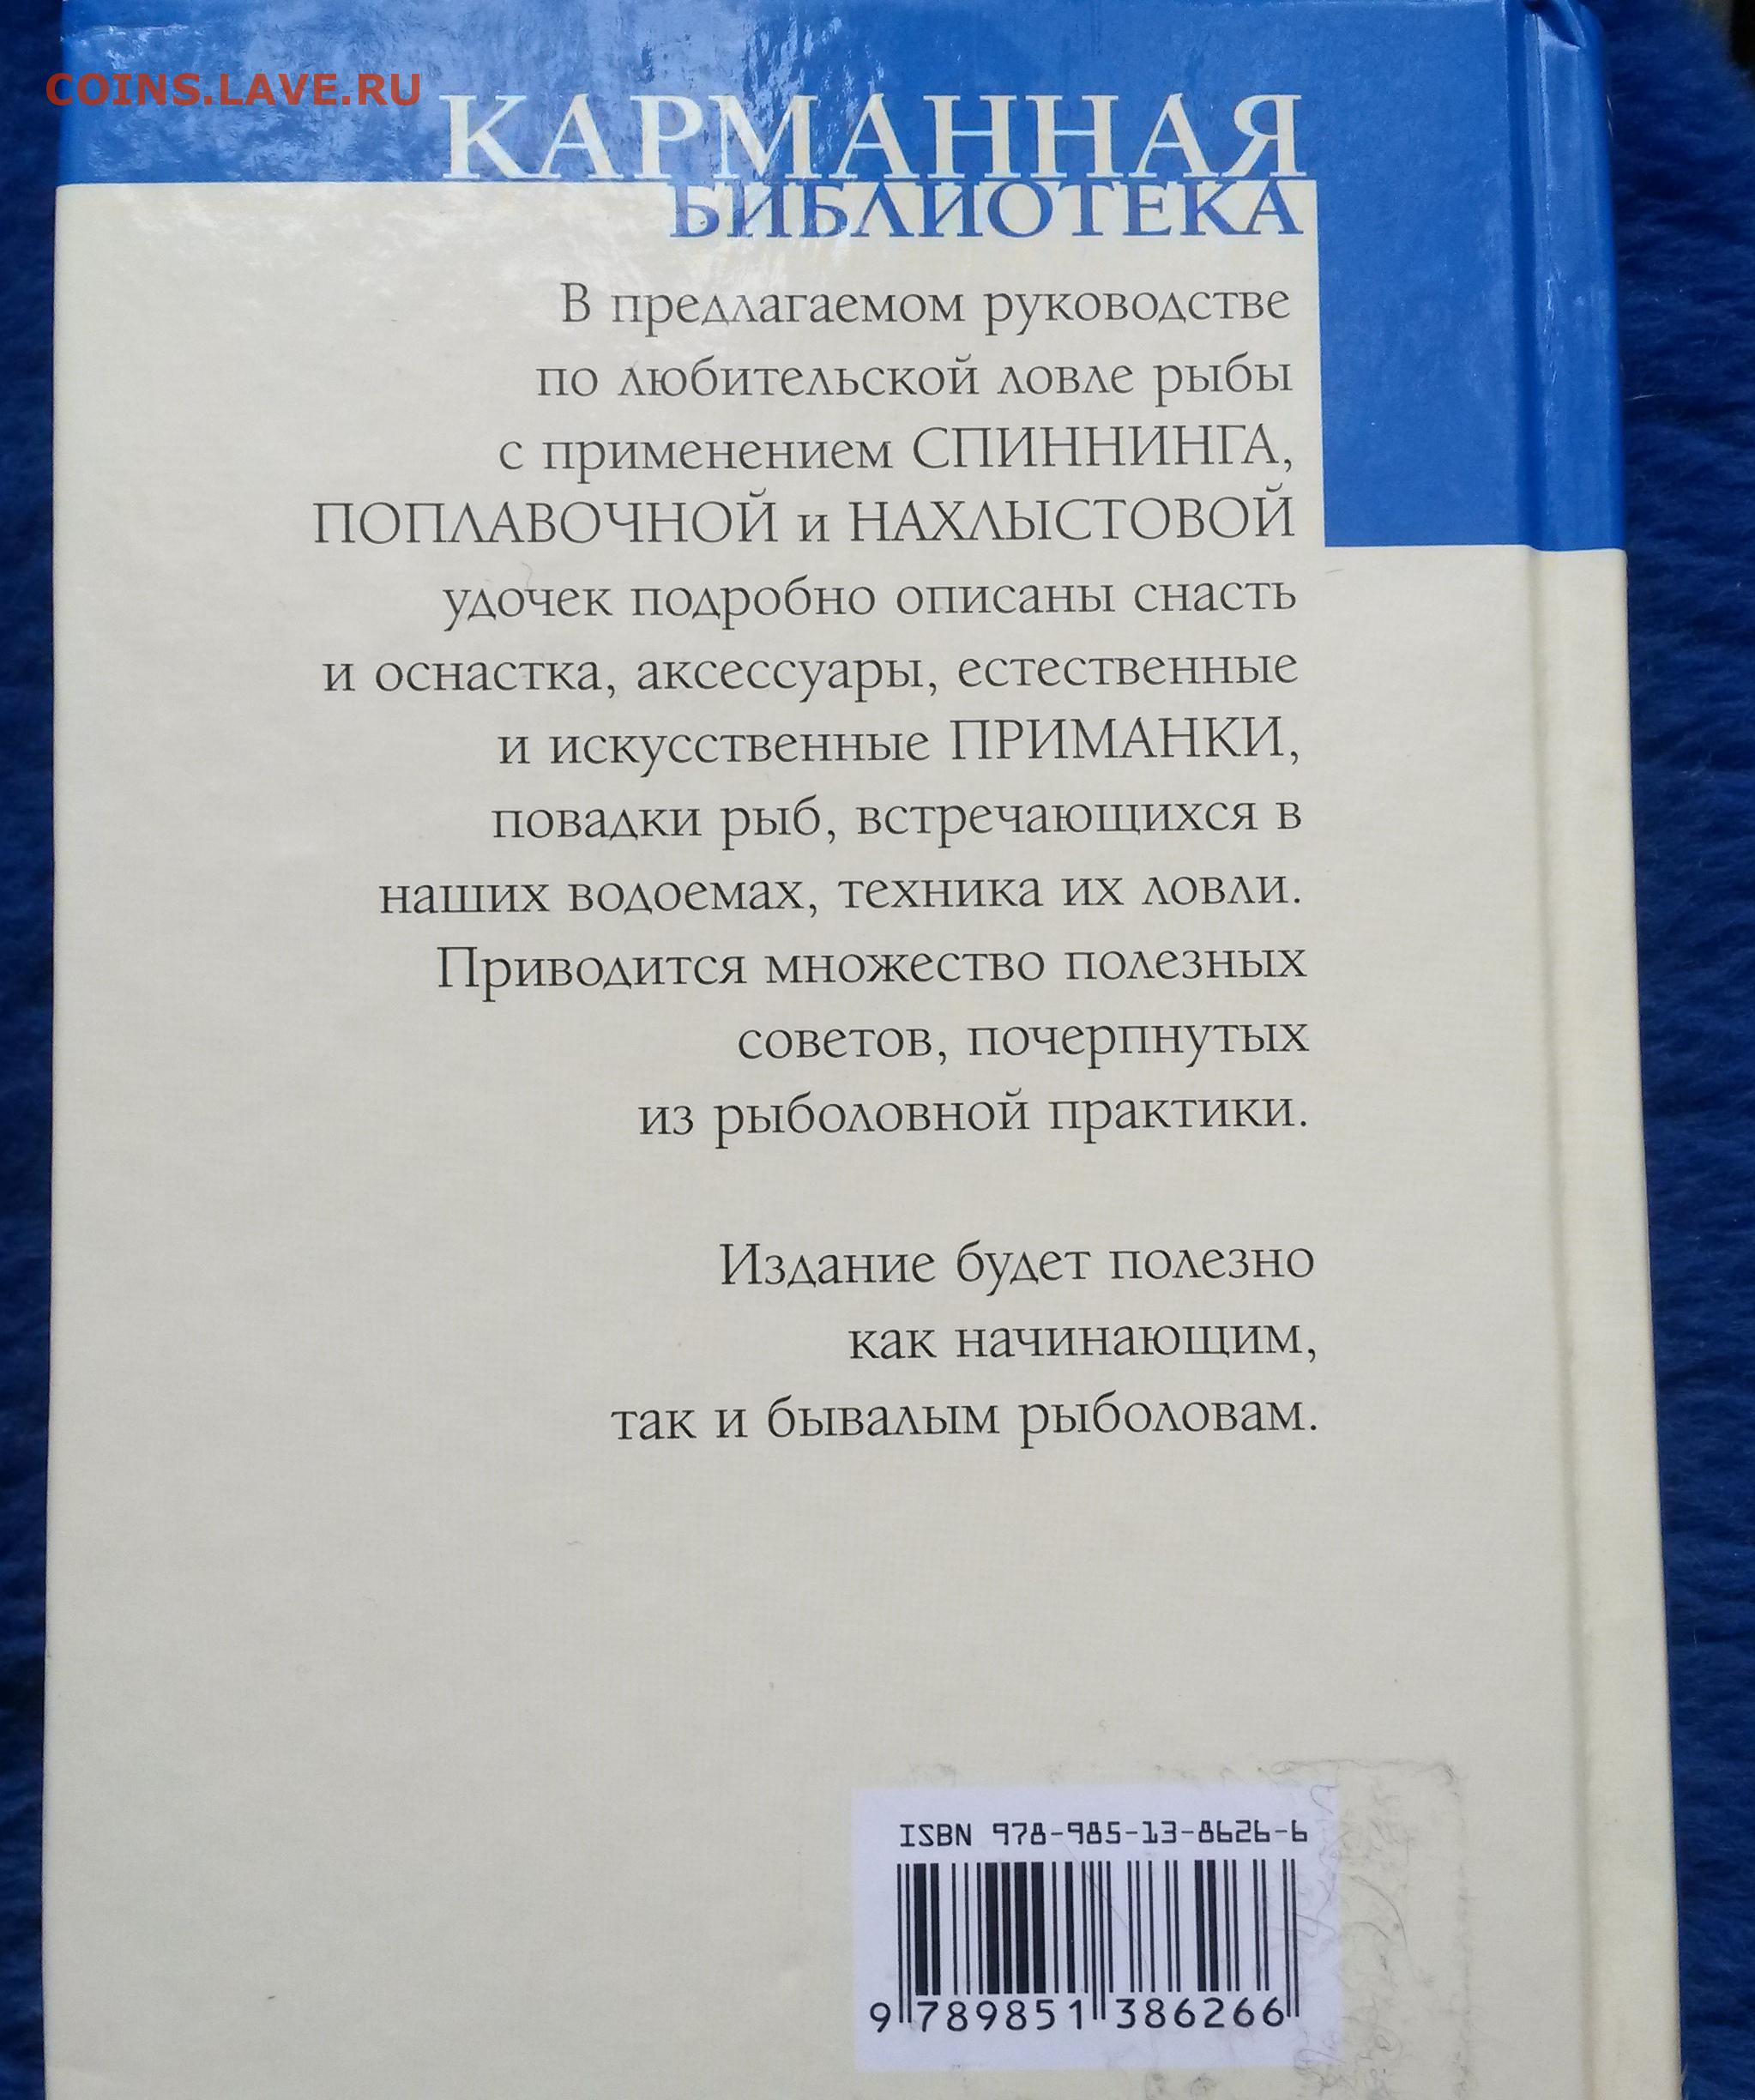 COINS.LAVE.RU
КАРМАННАЯ
БИБЛИОТЕКА
В предлагаемом руководстве
по любительской ловле рыбы
с применением СПИННИНГА,
ПОПЛАВОЧНОЙ и НАХЛЫСТОВОЙ
удочек подробно описаны снасть
и оснастка, аксессуары, естественные
и искусственные ПРИМАНКИ,
повадки рыб, встречающихся в
наших водоемах, техника их ловли.
Приводится множество полезных
советов, почерпнутых
из рыболовной практики.
Издание будет полезно
как начинающим,
так и бывалым рыболовам.
ISBN 978-985-13-8626-6
9 789851 386266